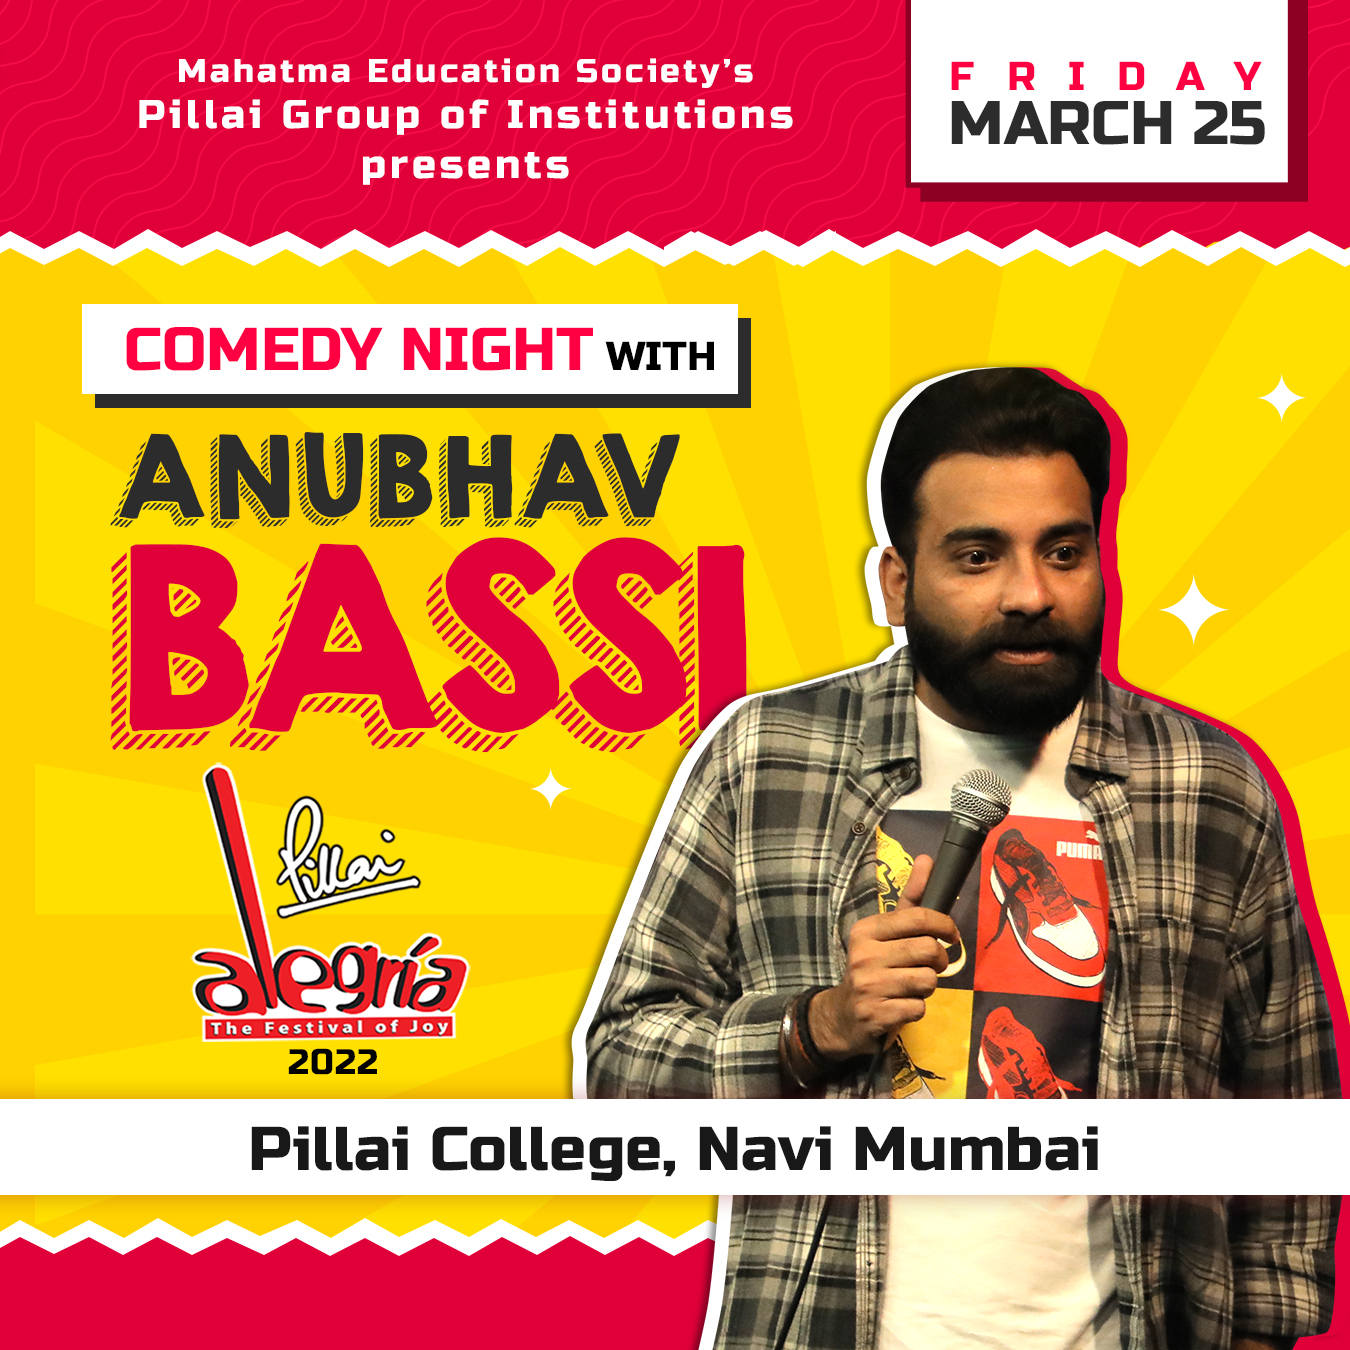 Mahatma Education Society’s
Pillai Group of Institutions
presents
FRIDAY
MARCH 25
COMEDY NIGHT WITH
ANUBHAV
BASSI
Pillai
alegría
The Festival of Joy
2022
PUMA
Pillai College, Navi Mumbai